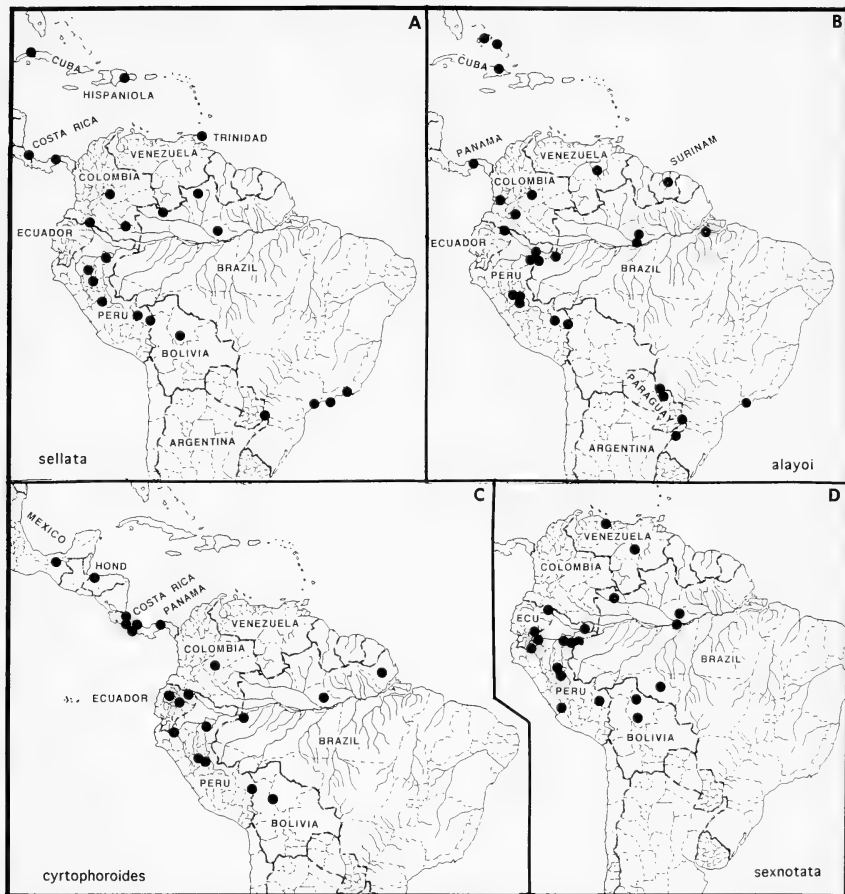 A
CUBA
HISPANIOLA
COSTA RICA
TRINIDAD
VENEZUELA
COLOMBIA
ECUADOR
BRAZIL
PERU
BOLIVIA
ARGENTINA
sellata
B
CUBA
PANAMA
VENEZUELA
SURINAM
COLOMBIA
ECUADOR
BRAZIL
PERU
PARAGUAY
ARGENTINA
alayoi
C
MEXICO
HOND
COSTA RICA
PANAMA
VENEZUELA
COLOMBIA
ECUADOR
BRAZIL
PERU
BOLIVIA
cyrtophoroides
D
VENEZUELA
COLOMBIA
ECU
BRAZIL
PERU
BOLIVIA
sexnotata